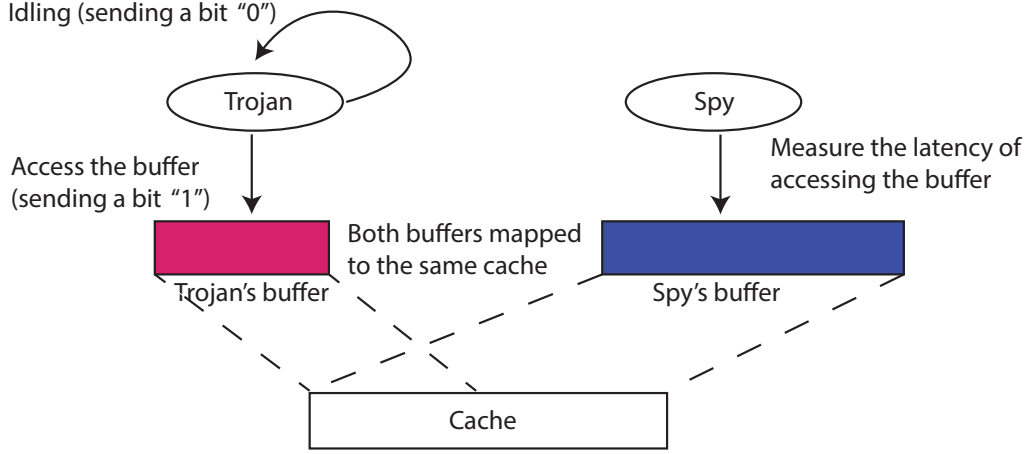 Idling (sending a bit “0”)
Trojan
Spy
Access the buffer
(sending a bit “1”)
Measure the latency of
accessing the buffer
Both buffers mapped
to the same cache
Trojan’s buffer
Spy’s buffer
Cache